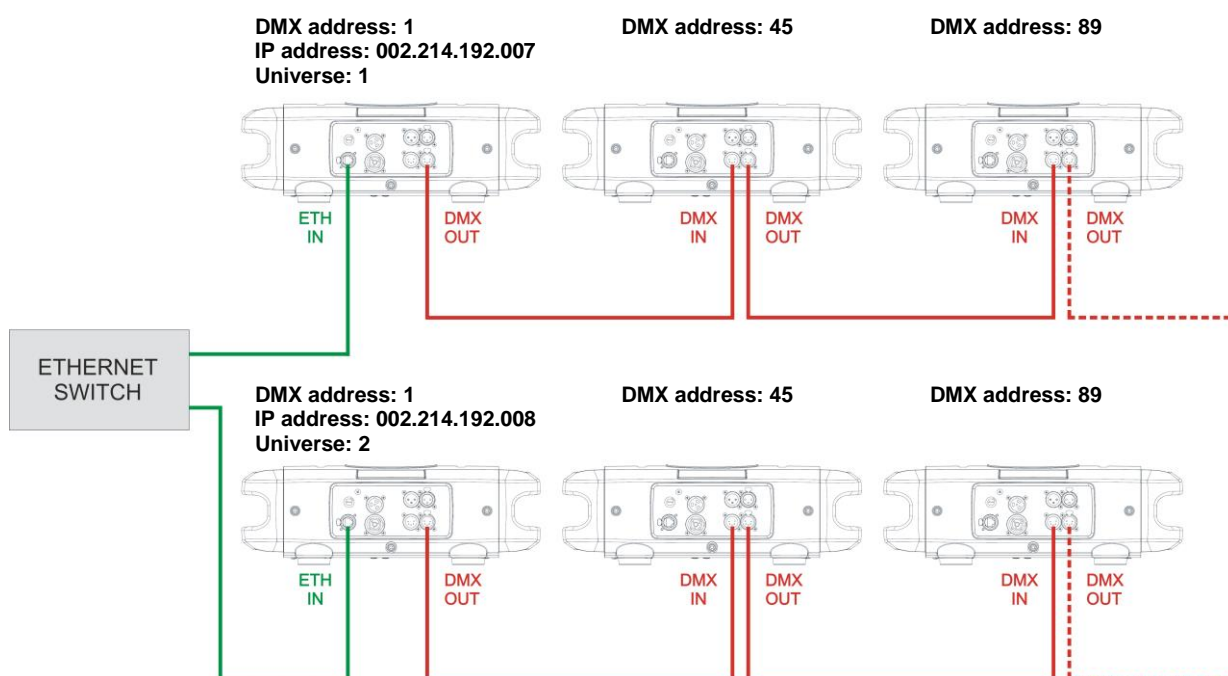 DMX address: 1
IP address: 002.214.192.007
Universe: 1
DMX address: 45
DMX address: 89
ETH
IN
DMX
OUT
DMX
IN
DMX
OUT
DMX
IN
DMX
OUT
ETHERNET
SWITCH
DMX address: 1
IP address: 002.214.192.008
Universe: 2
DMX address: 45
DMX address: 89
ETH
IN
DMX
OUT
DMX
IN
DMX
OUT
DMX
IN
DMX
OUT